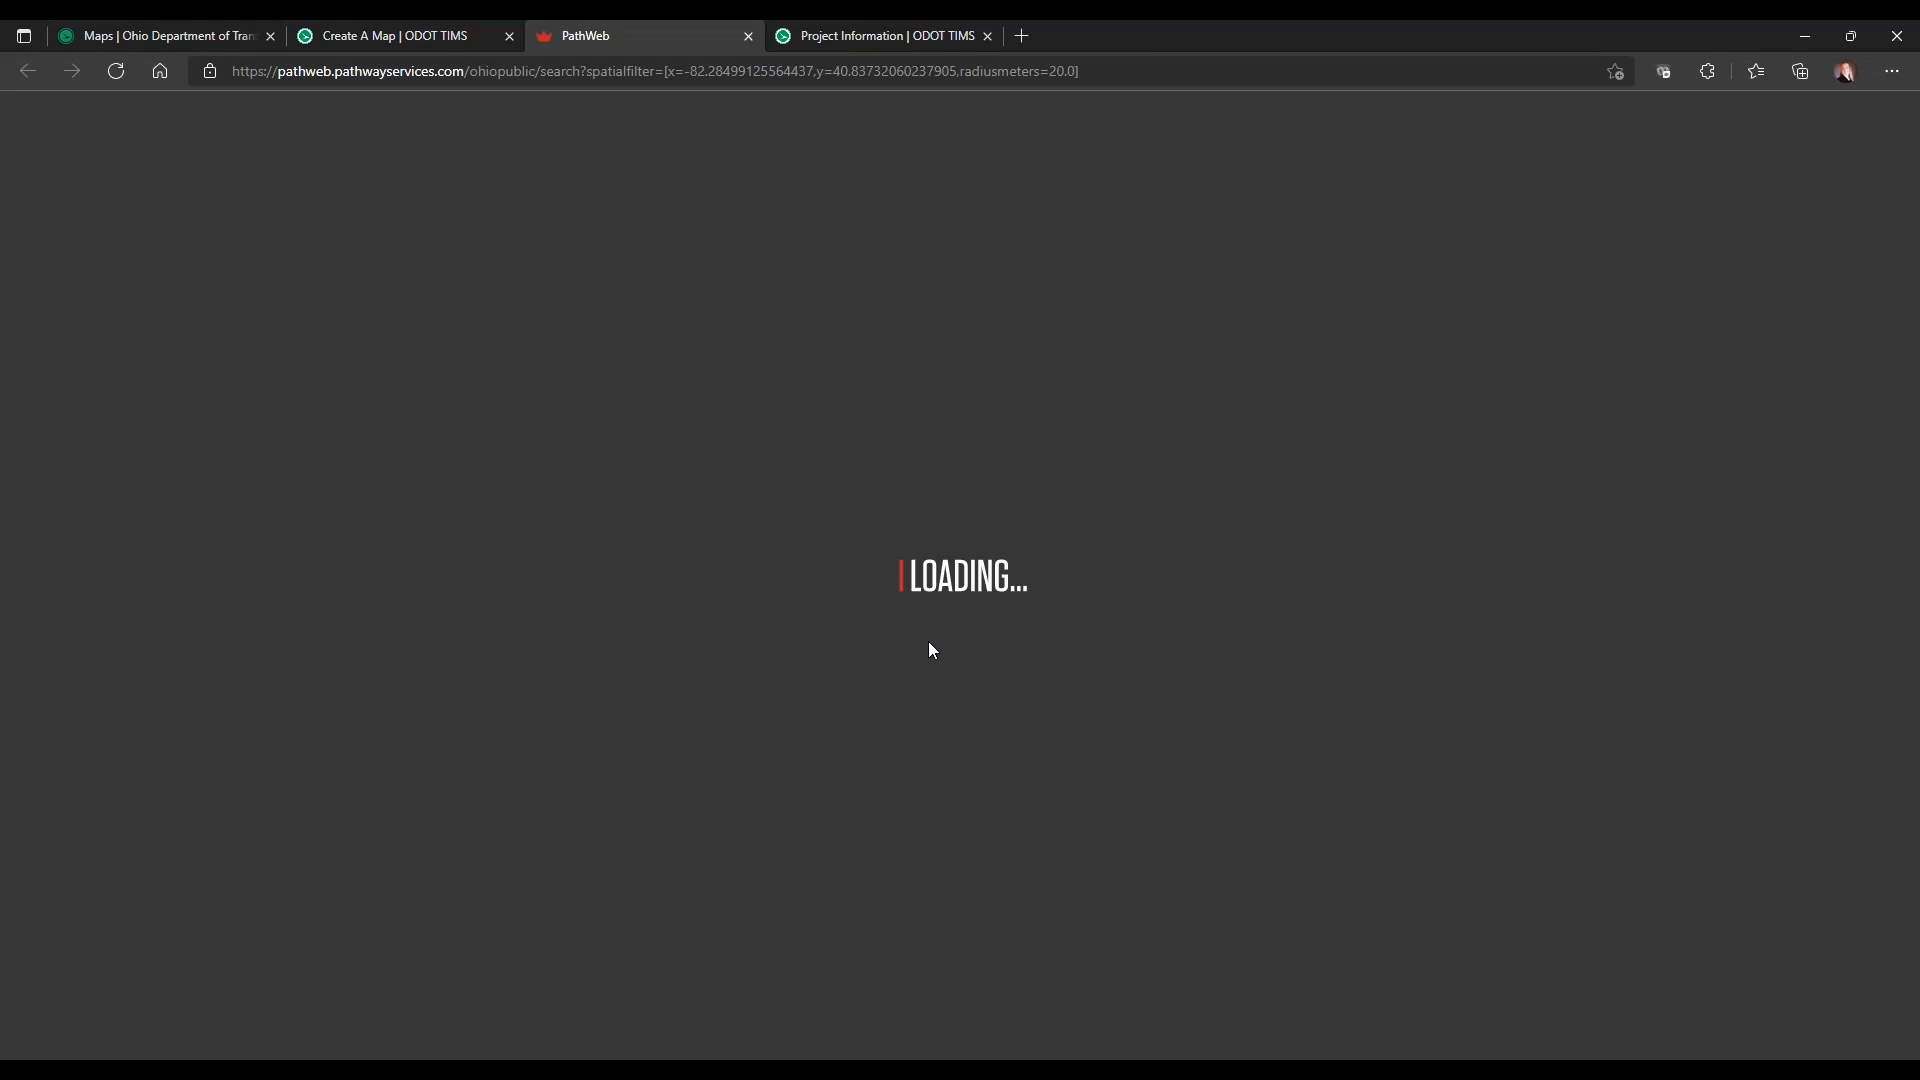 Maps | Ohio Department of Tran
Create A Map | ODOT TIMS
PathWeb
Project Information | ODOT TIMS
https://pathweb.pathwayservices.com/ohiopublic/search?spatialfilter=[x=-82.28499125564437,y=40.83732060237905,radiusmeters=20.0]
LOADING...